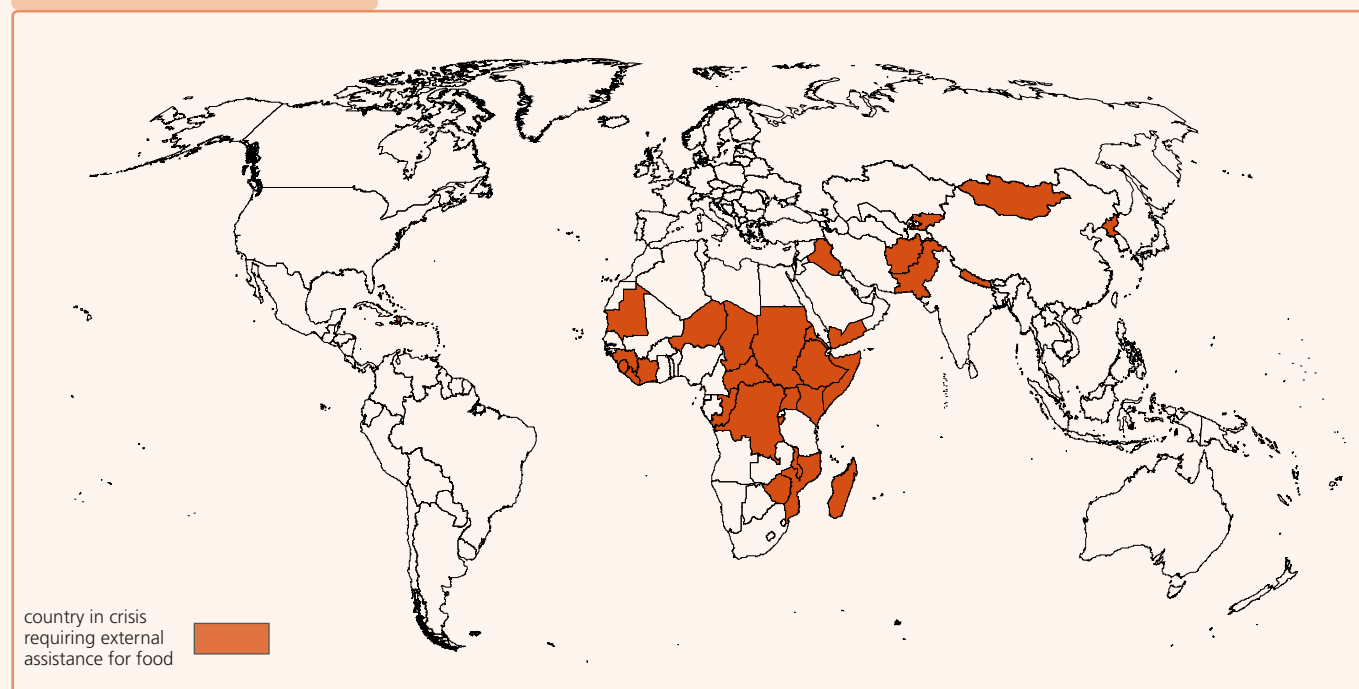 country in crisis
requiring external
assistance for food